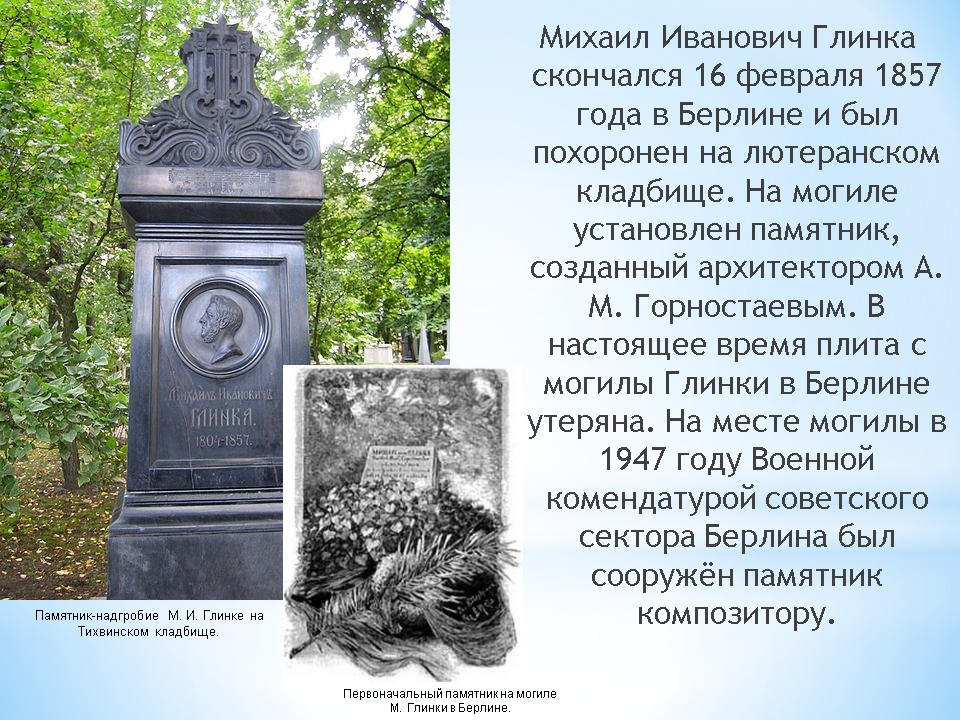 Михаил Иванович Глинка
скончался 16 февраля 1857
года в Берлине и был
похоронен на лютеранском
кладбище. На могиле
установлен памятник,
созданный архитектором А.
М. Горностаевым. В
настоящее время плита с
могилы Глинки в Берлине
утеряна. На месте могилы в
1947 году Военной
комендатурой советского
сектора Берлина был
сооружён памятник
композитору.
Михаилъ Ивановичъ
ГЛИНКА.
1804-1857.
Памятник-надгробие М. И. Глинке на
Тихвинском кладбище.
Первоначальный памятник на могиле
М. Глинки в Берлине.